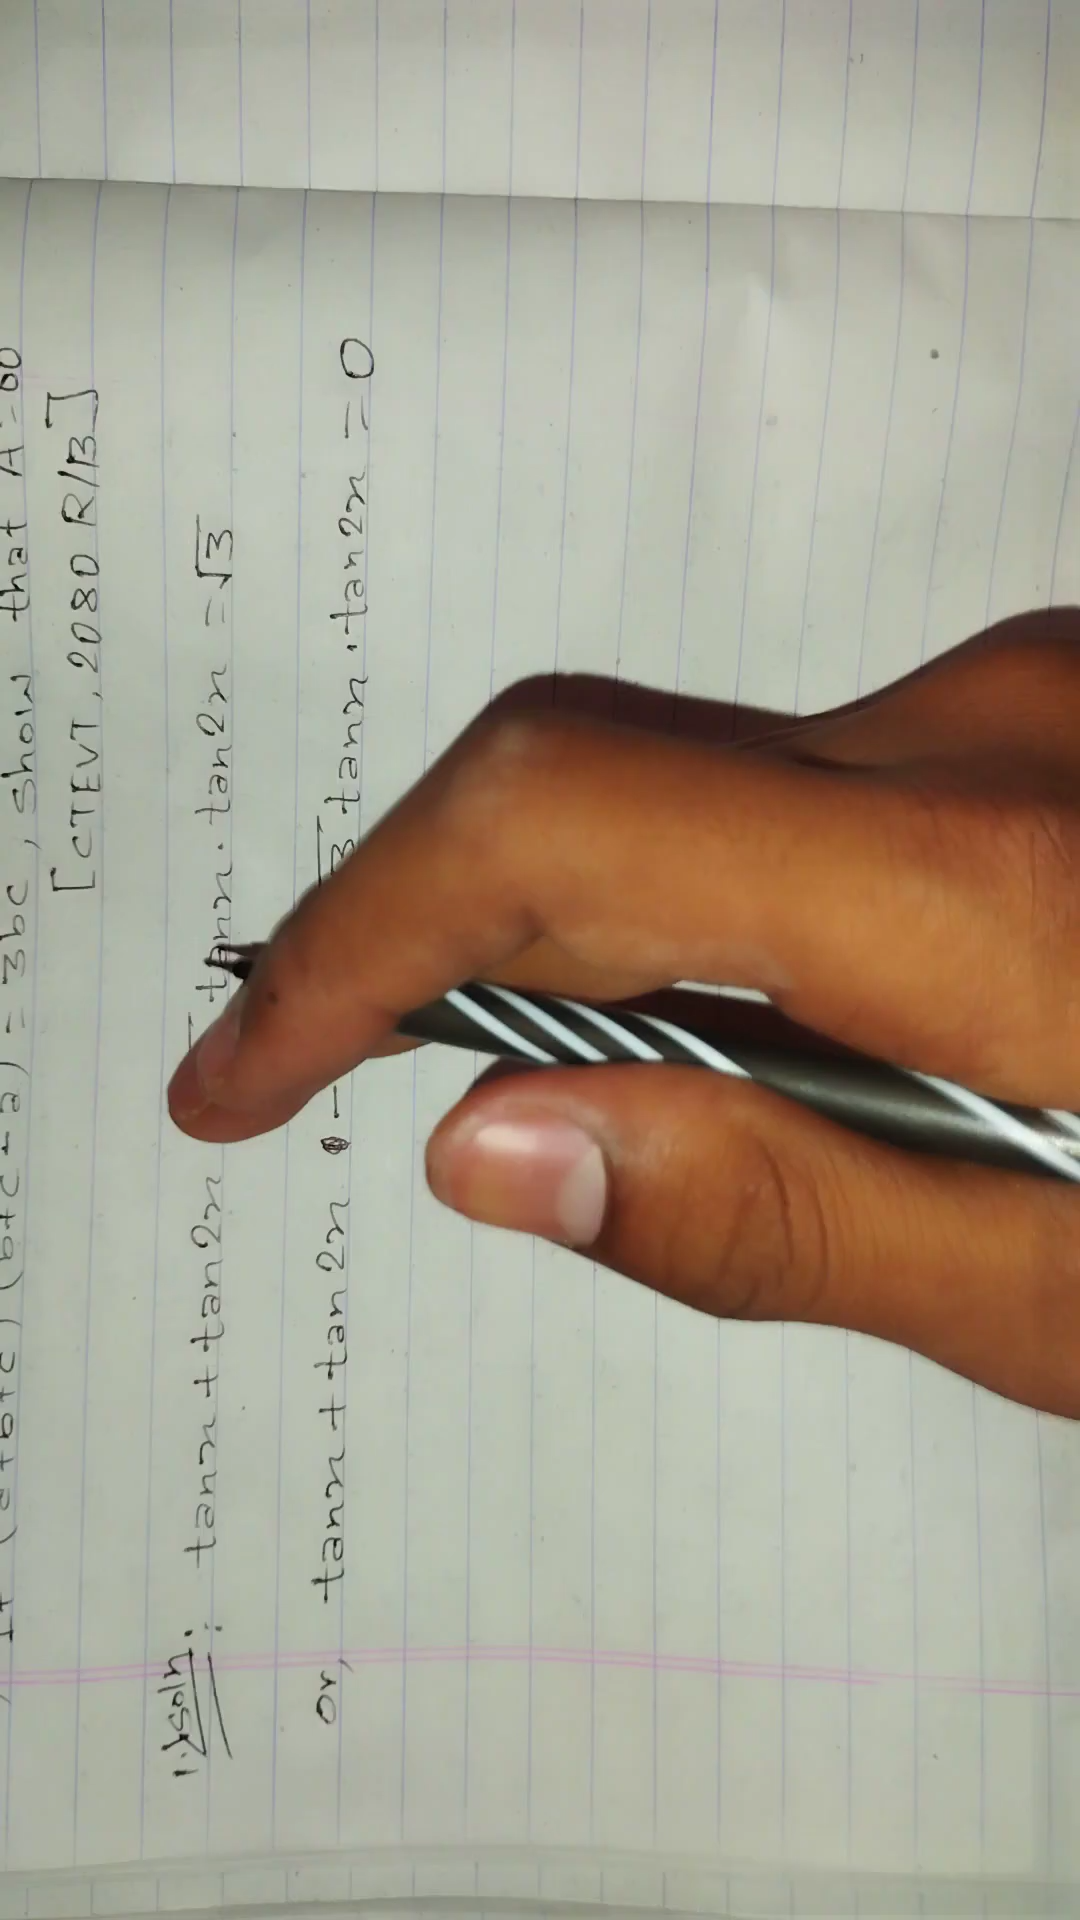 If (a+b+c) (b+c-a) = 3bc, show that A = 60
[CTEVT, 2080 R/B]
1.) Soln: tanx + tan2x tanx . tan2x = √3
or, tanx + tan2x - 3 tanx . tan2x = 0